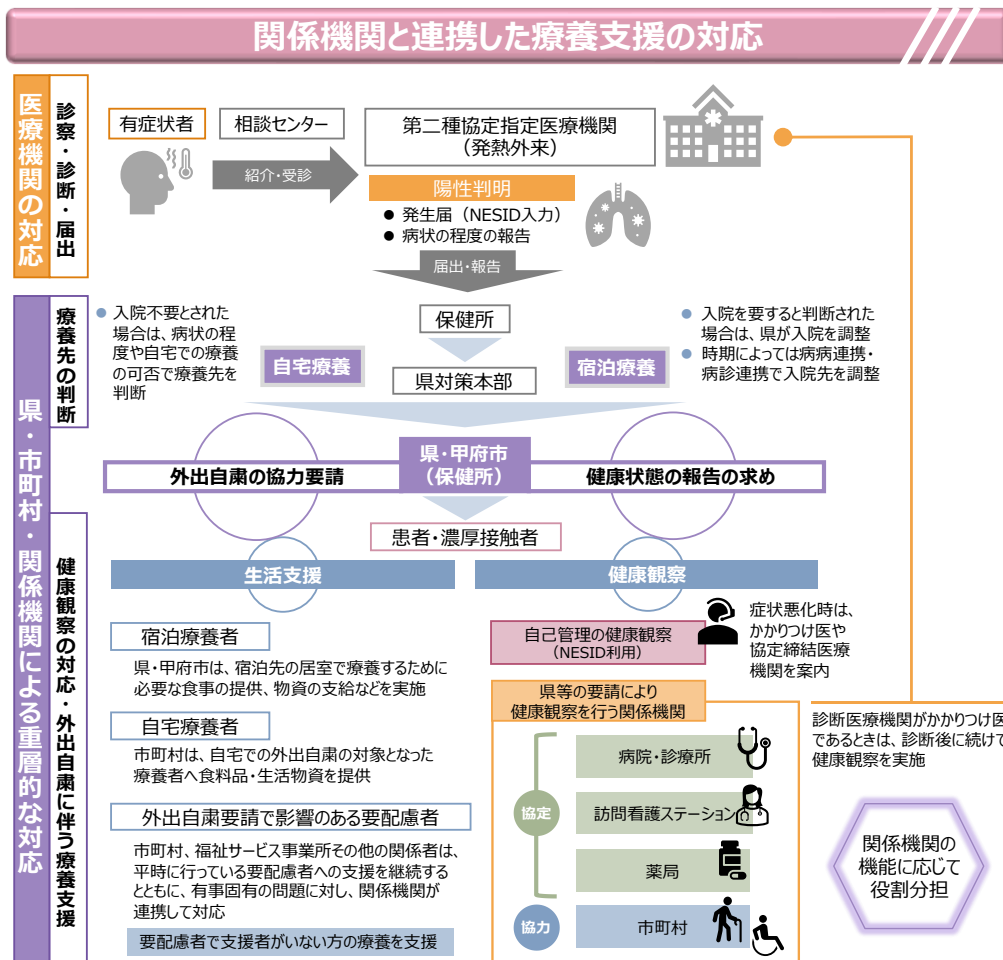 関係機関と連携した療養支援の対応
医療機関の対応
診察・診断・届出
有症状者
相談センター
紹介・受診
第二種協定指定医療機関
（発熱外来）
陽性判明
● 発生届（NESID入力）
● 病状の程度の報告
届出・報告
県・市町村・関係機関による重層的な対応
療養先の判断
● 入院不要とされた
場合は、病状の程
度や自宅での療養
の可否で療養先を
判断
保健所
自宅療養
県対策本部
宿泊療養
● 入院を要すると判断された
場合は、県が入院を調整
● 時期によっては病病連携・
病診連携で入院先を調整
外出自粛の協力要請
県・甲府市
（保健所）
健康状態の報告の求め
患者・濃厚接触者
健康観察の対応・外出自粛に伴う療養支援
生活支援
宿泊療養者
県・甲府市は、宿泊先の居室で療養するために
必要な食事の提供、物資の支給などを実施
自宅療養者
市町村は、自宅での外出自粛の対象となった
療養者へ食料品・生活物資を提供
外出自粛要請で影響のある要配慮者
市町村、福祉サービス事業所その他の関係者は、
平時に行っている要配慮者への支援を継続する
とともに、有事固有の問題に対し、関係機関が
連携して対応
要配慮者で支援者がいない方の療養を支援
健康観察
自己管理の健康観察
（NESID利用）
症状悪化時は、
かかりつけ医や
協定締結医療
機関を案内
県等の要請により
健康観察を行う関係機関
協定
病院・診療所
訪問看護ステーション
薬局
協力
市町村
診断医療機関がかかりつけ医
であるときは、診断後に続けて
健康観察を実施
関係機関の
機能に応じて
役割分担